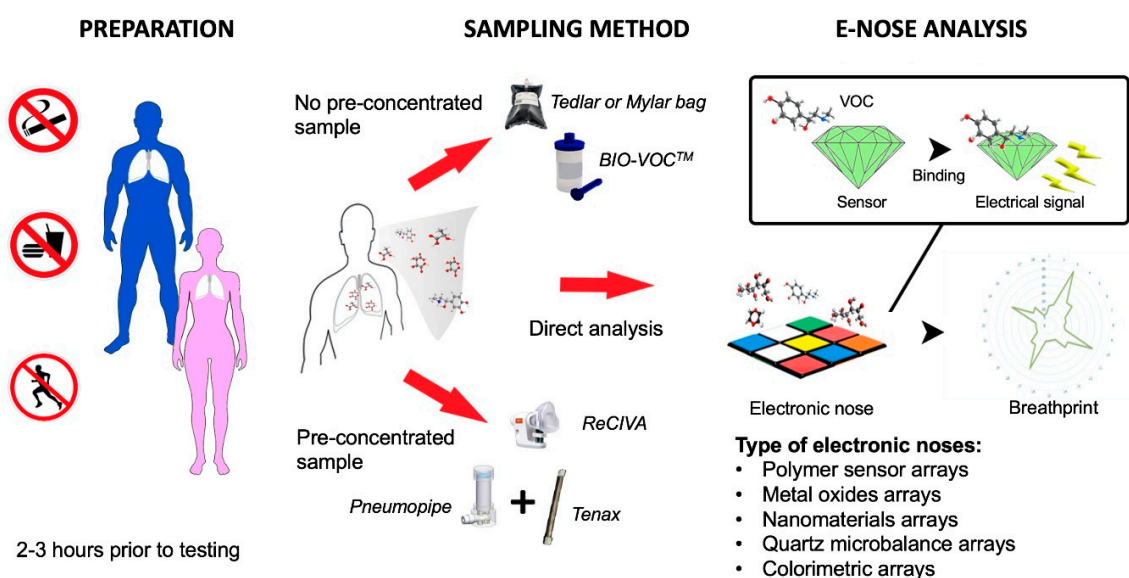 PREPARATION
2-3 hours prior to testing
SAMPLING METHOD
No pre-concentrated
sample
Tedlar or Mylar bag
BIO-VOC™
Direct analysis
Pre-concentrated
sample
ReCIVA
Pneumopipe
+
Tenax
E-NOSE ANALYSIS
VOC
Binding
Sensor
Electrical signal
Electronic nose
Breathprint
Type of electronic noses:
• Polymer sensor arrays
• Metal oxides arrays
• Nanomaterials arrays
• Quartz microbalance arrays
• Colorimetric arrays